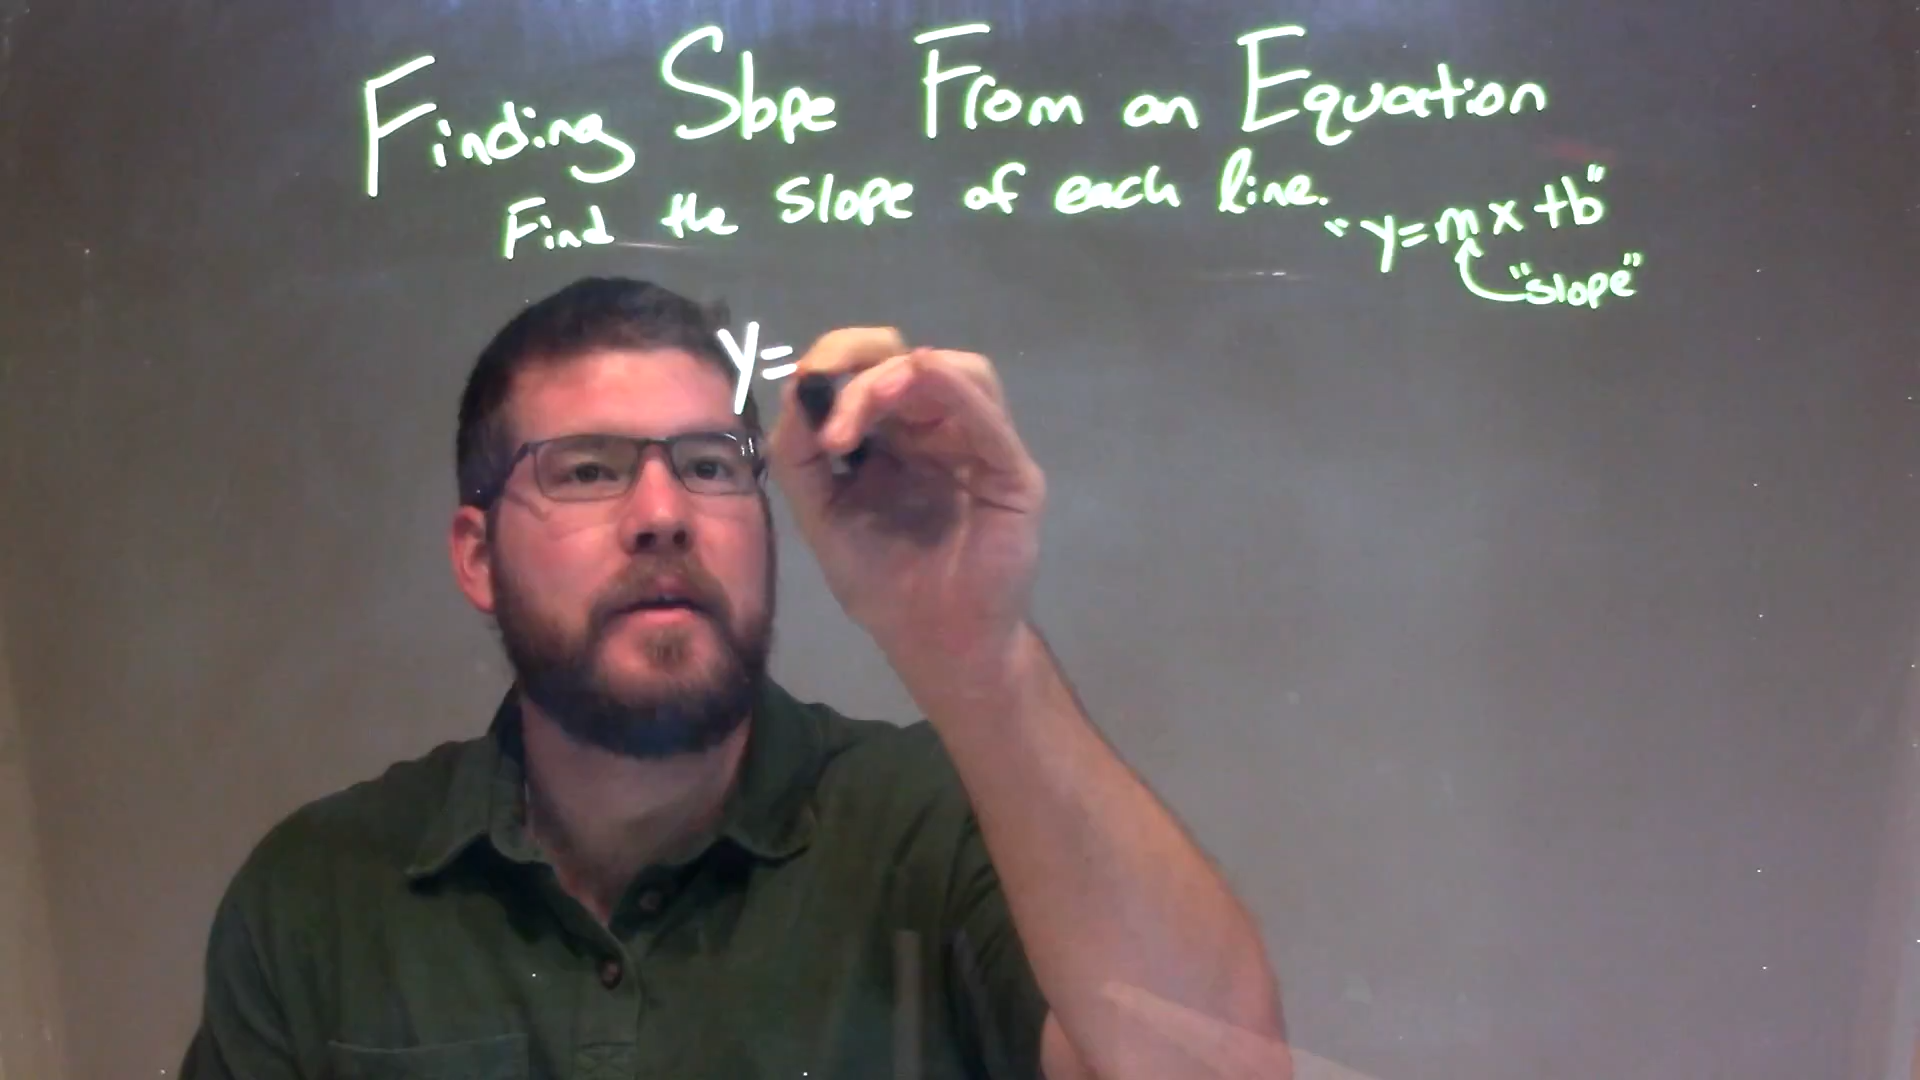 Finding Slope From an Equation
Find the slope of each line.
"y=mx+b"
"slope"
y=